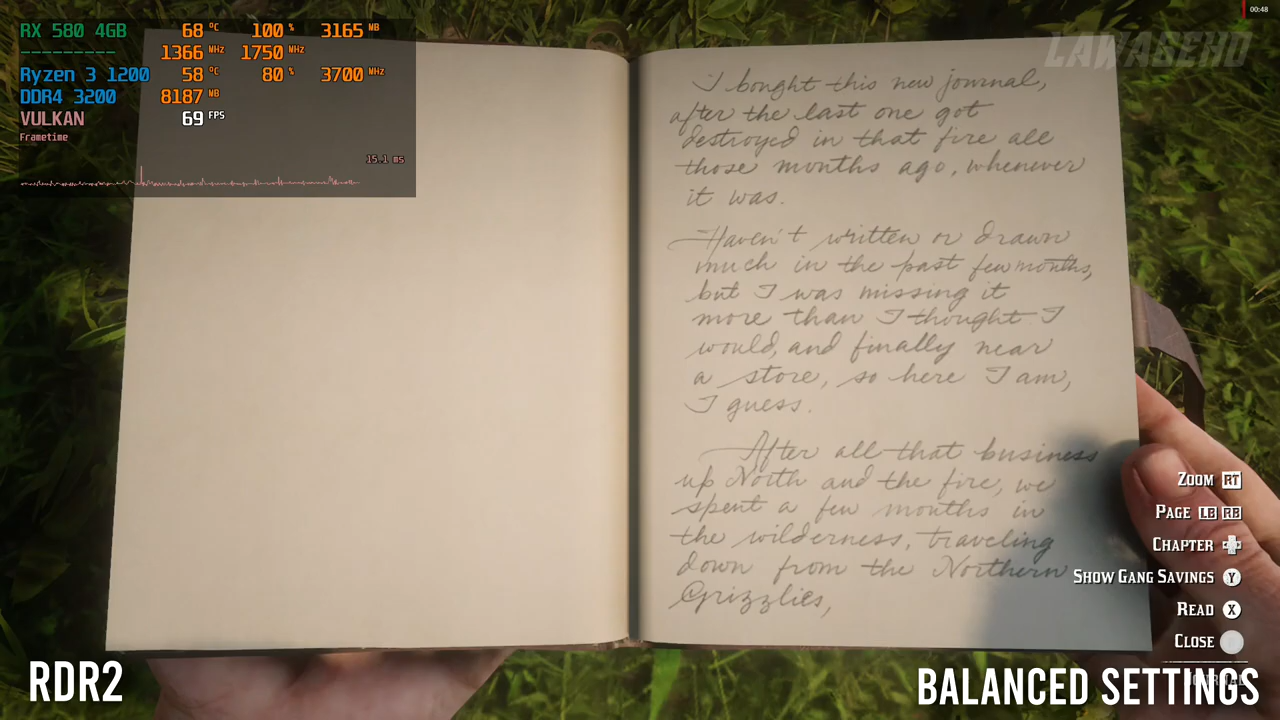 00:48
RX 580 4GB 68 °C 100 % 3165 MB
--------- 1366 MHz 1750 MHz
Ryzen 3 1200 58 °C 80 % 3700 MHz
DDR4 3200 8187 MB
VULKAN 69 FPS
Frametime
15.1 ms
LAWAGEHD
I bought this new journal,
after the last one got
destroyed in that fire all
those months ago, whenever
it was.
Haven't written or drawn
much in the past few months,
but I was missing it
more than I thought I
would, and finally near
a store, so here I am,
I guess.
After all that business
up North and the fire, we
spent a few months in
the wilderness, traveling
down from the Northern
Grizzlies,
ZOOM RT
PAGE LB RB
CHAPTER
SHOW GANG SAVINGS Y
READ X
CLOSE
RDR2
BALANCED SETTINGS